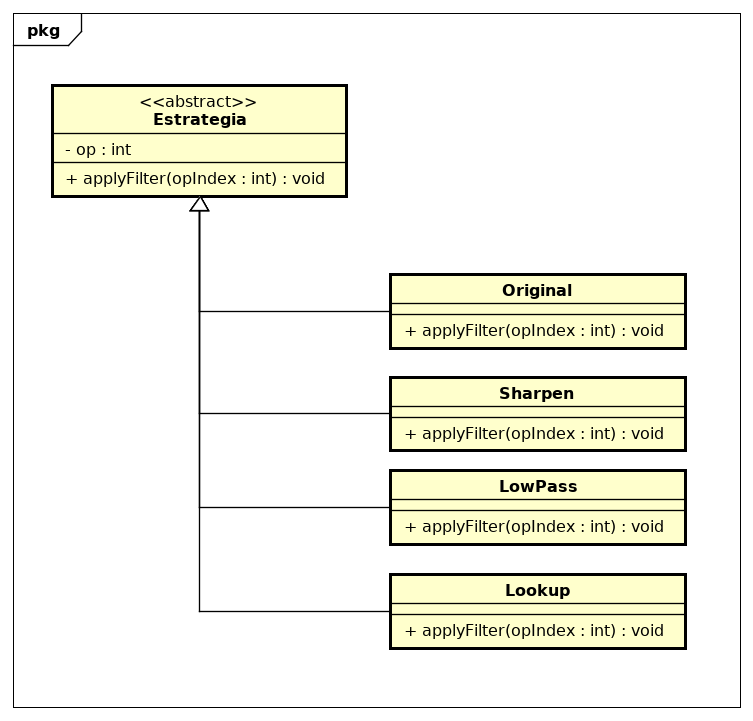 pkg
<<abstract>>
Estrategia
- op : int
+ applyFilter(opIndex : int) : void
Original
+ applyFilter(opIndex : int) : void
Sharpen
+ applyFilter(opIndex : int) : void
LowPass
+ applyFilter(opIndex : int) : void
Lookup
+ applyFilter(opIndex : int) : void